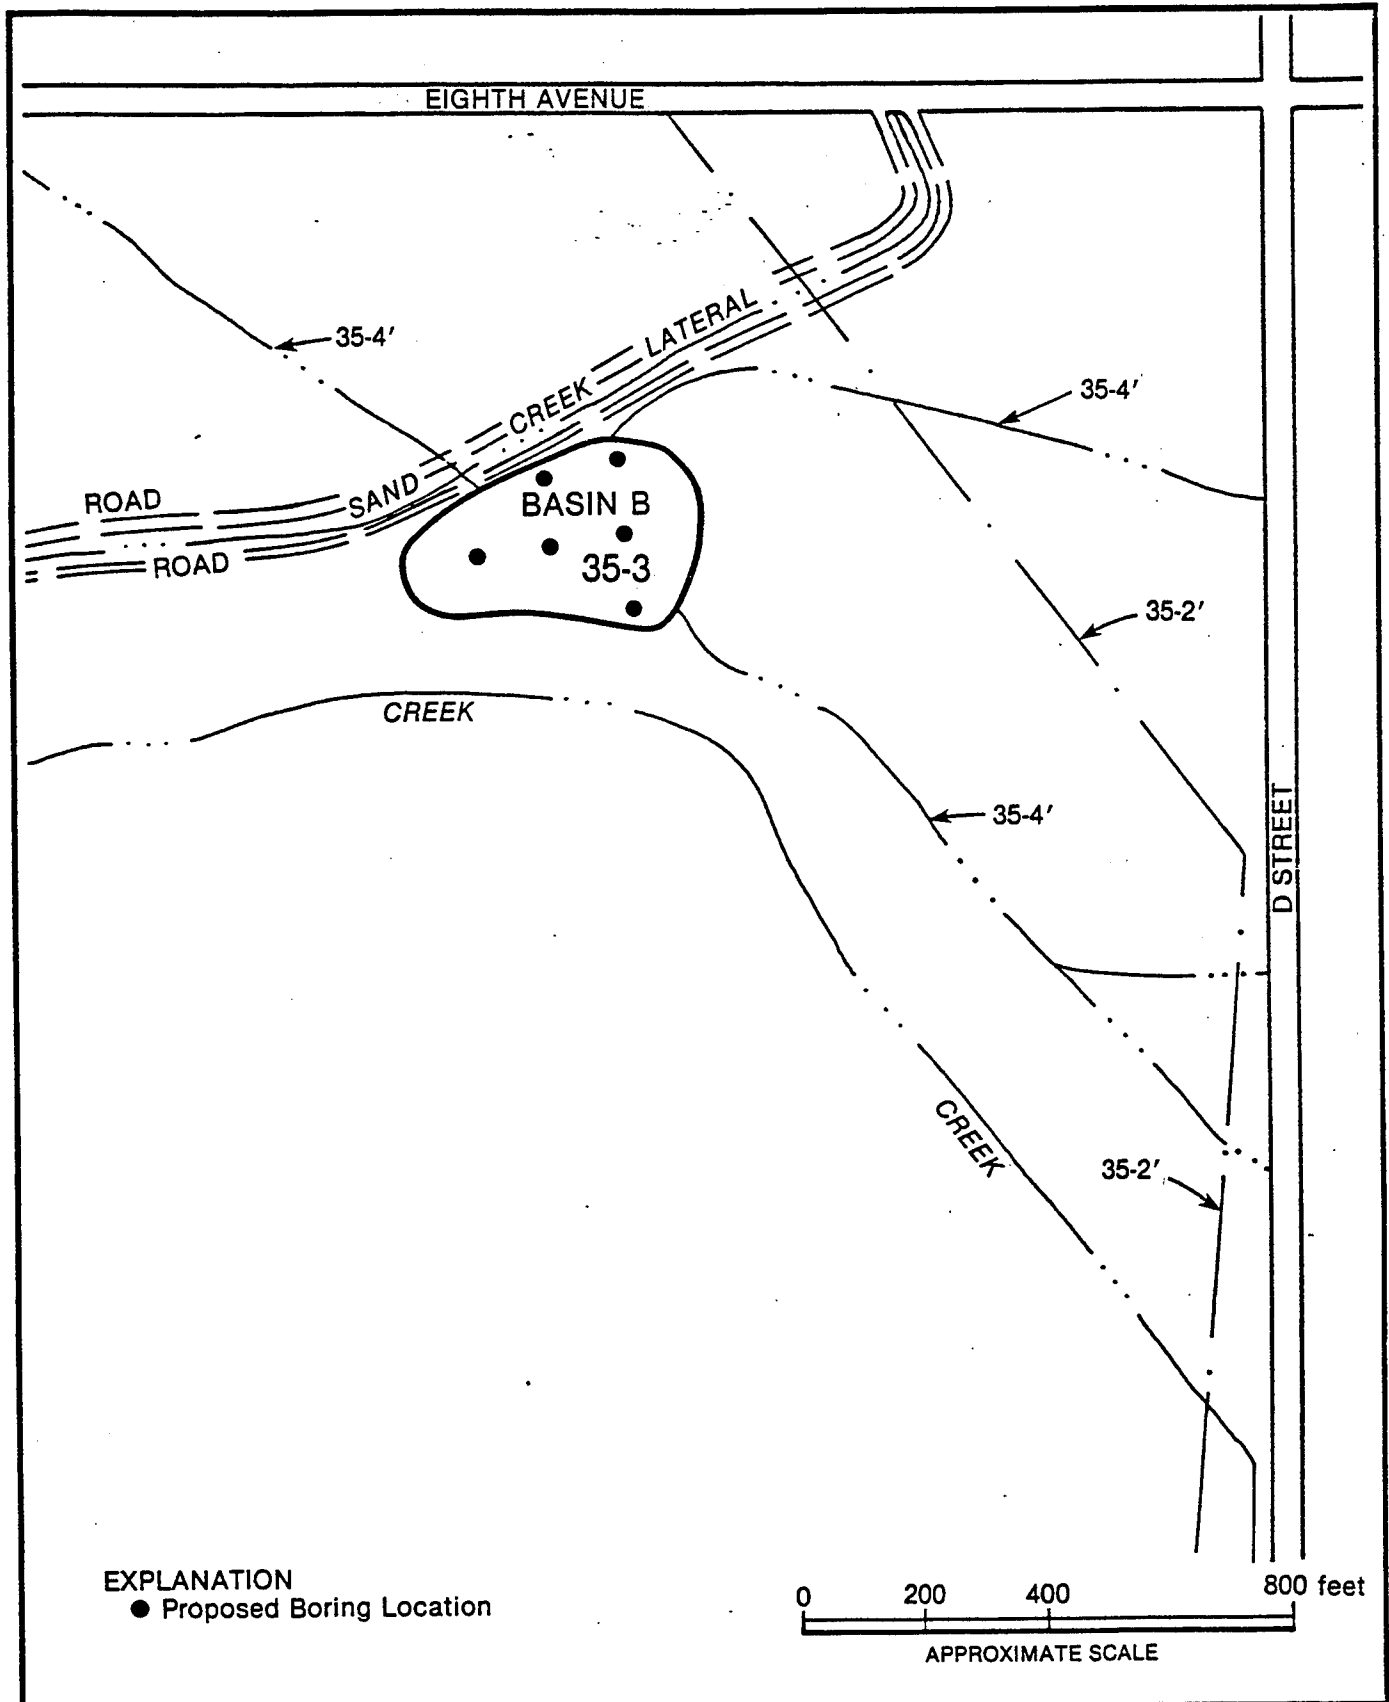 EIGHTH AVENUE
35-4'
LATERAL
CREEK
SAND
ROAD
ROAD
35-4'
BASIN B
35-3
35-2'
CREEK
35-4'
D STREET
CREEK
35-2'
EXPLANATION
● Proposed Boring Location
0 200 400 800 feet
APPROXIMATE SCALE